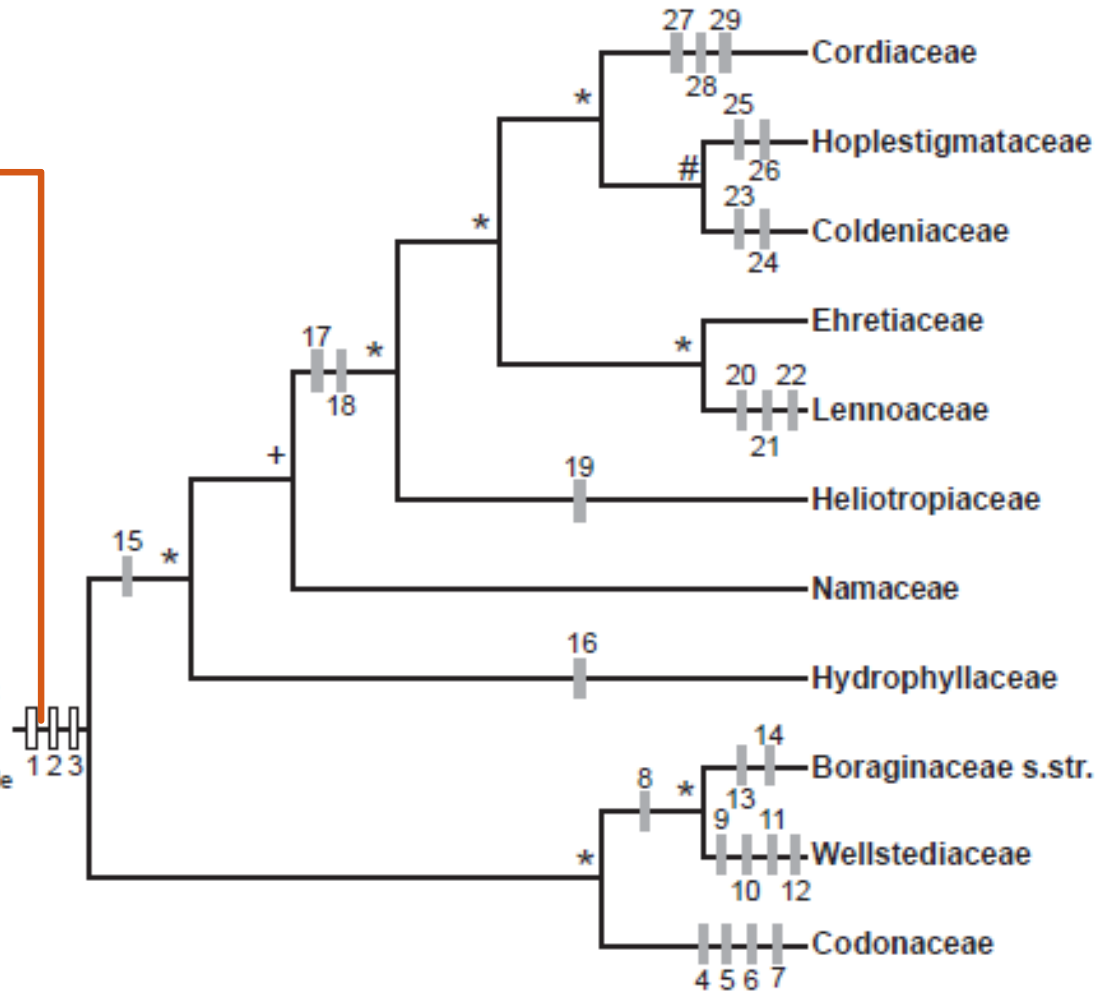 27 29
Cordiaceae
28
25
Hoplestigmataceae
#
26
23
Coldeniaceae
24
*
*
Ehretiaceae
*
20 22
Lennoaceae
21
17
*
18
+
19
Heliotropiaceae
15
*
Namaceae
16
Hydrophyllaceae
1 2 3
e
14
Boraginaceae s.str.
8
*
13
9 11
Wellstediaceae
*
10 12
Codonaceae
4 5 6 7